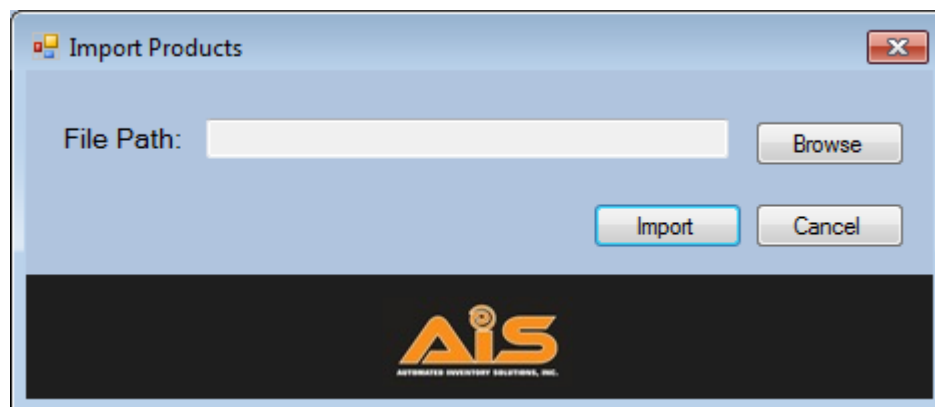 Import Products
File Path:
Browse
Import
Cancel
AiS
AUTOMATED INVENTORY SOLUTIONS, INC.